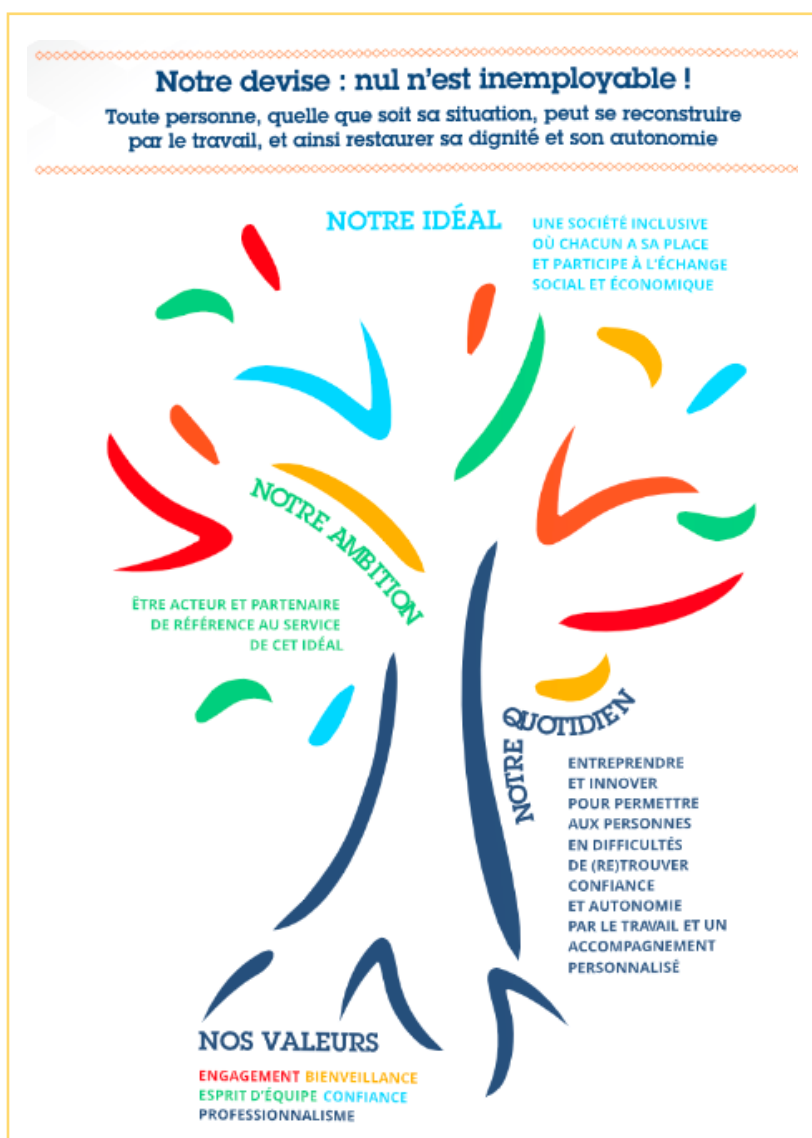 Notre devise : nul n'est inemployable !
Toute personne, quelle que soit sa situation, peut se reconstruire
par le travail, et ainsi restaurer sa dignité et son autonomie
NOTRE IDÉAL
UNE SOCIÉTÉ INCLUSIVE
OÙ CHACUN A SA PLACE
ET PARTICIPE À L'ÉCHANGE
SOCIAL ET ÉCONOMIQUE
NOTRE AMBITION
ÊTRE ACTEUR ET PARTENAIRE
DE RÉFÉRENCE AU SERVICE
DE CET IDÉAL
NOTRE QUOTIDIEN
ENTREPRENDRE
ET INNOVER
POUR PERMETTRE
AUX PERSONNES
EN DIFFICULTÉS
DE (RE)TROUVER
CONFIANCE
ET AUTONOMIE
PAR LE TRAVAIL ET UN
ACCOMPAGNEMENT
PERSONNALISÉ
NOS VALEURS
ENGAGEMENT BIENVEILLANCE
ESPRIT D'ÉQUIPE CONFIANCE
PROFESSIONNALISME